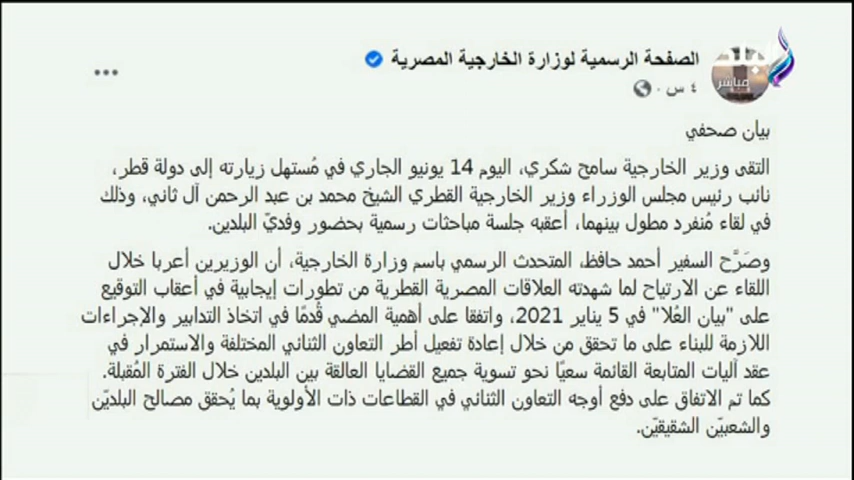 الصفحة الرسمية لوزارة الخارجية المصرية
٤ س ·
البلد
مباشر
بيان صحفي
التقى وزير الخارجية سامح شكري، اليوم 14 يونيو الجاري في مُستهل زيارته إلى دولة قطر،
نائب رئيس مجلس الوزراء وزير الخارجية القطري الشيخ محمد بن عبد الرحمن آل ثاني، وذلك
في لقاء مُنفرد مطول بينهما، أعقبه جلسة مباحثات رسمية بحضور وفديّ البلدين.
وصَرَّح السفير أحمد حافظ، المتحدث الرسمي باسم وزارة الخارجية، أن الوزيرين أعربا خلال
اللقاء عن الارتياح لما شهدته العلاقات المصرية القطرية من تطورات إيجابية في أعقاب التوقيع
على "بيان العُلا" في 5 يناير 2021، واتفقا على أهمية المضي قُدمًا في اتخاذ التدابير والإجراءات
اللازمة للبناء على ما تحقق من خلال إعادة تفعيل أطر التعاون الثنائي المختلفة والاستمرار في
عقد آليات المتابعة القائمة سعيًا نحو تسوية جميع القضايا العالقة بين البلدين خلال الفترة المُقبلة.
كما تم الاتفاق على دفع أوجه التعاون الثنائي في القطاعات ذات الأولوية بما يُحقق مصالح البلديّن
والشعبيّن الشقيقيّن.